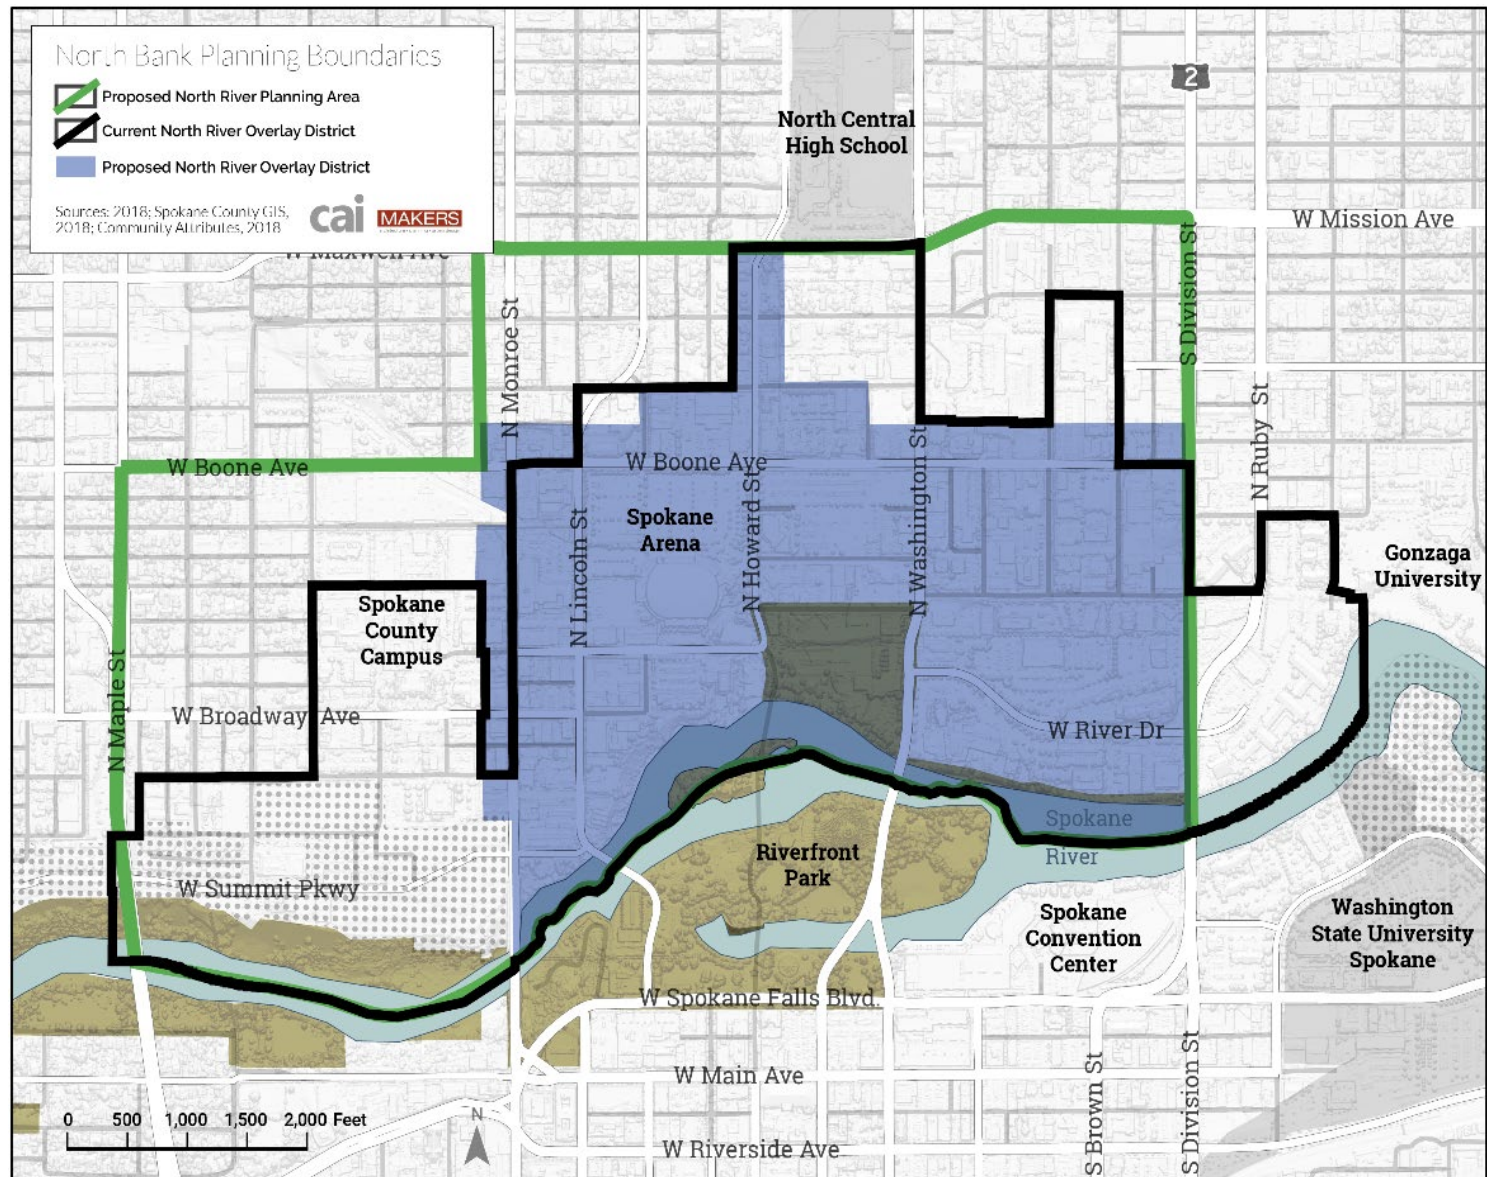 North Bank Planning Boundaries
Proposed North River Planning Area
Current North River Overlay District
Proposed North River Overlay District
Sources: 2018; Spokane County GIS,
2018; Community Attributes, 2018
cai
MAKERS
2
North Central
High School
W Mission Ave
W Maxwell Ave
N Monroe St
S Division St
N Ruby St
W Boone Ave
W Boone Ave
N Lincoln St
Spokane
Arena
N Howard St
N Washington St
Gonzaga
University
Spokane
County
Campus
N Maple St
W Broadway Ave
W River Dr
Spokane
River
Riverfront
Park
W Summit Pkwy
Spokane
Convention
Center
Washington
State University
Spokane
W Spokane Falls Blvd.
W Main Ave
S Brown St
S Division St
W Riverside Ave
0 500 1,000 1,500 2,000 Feet
N